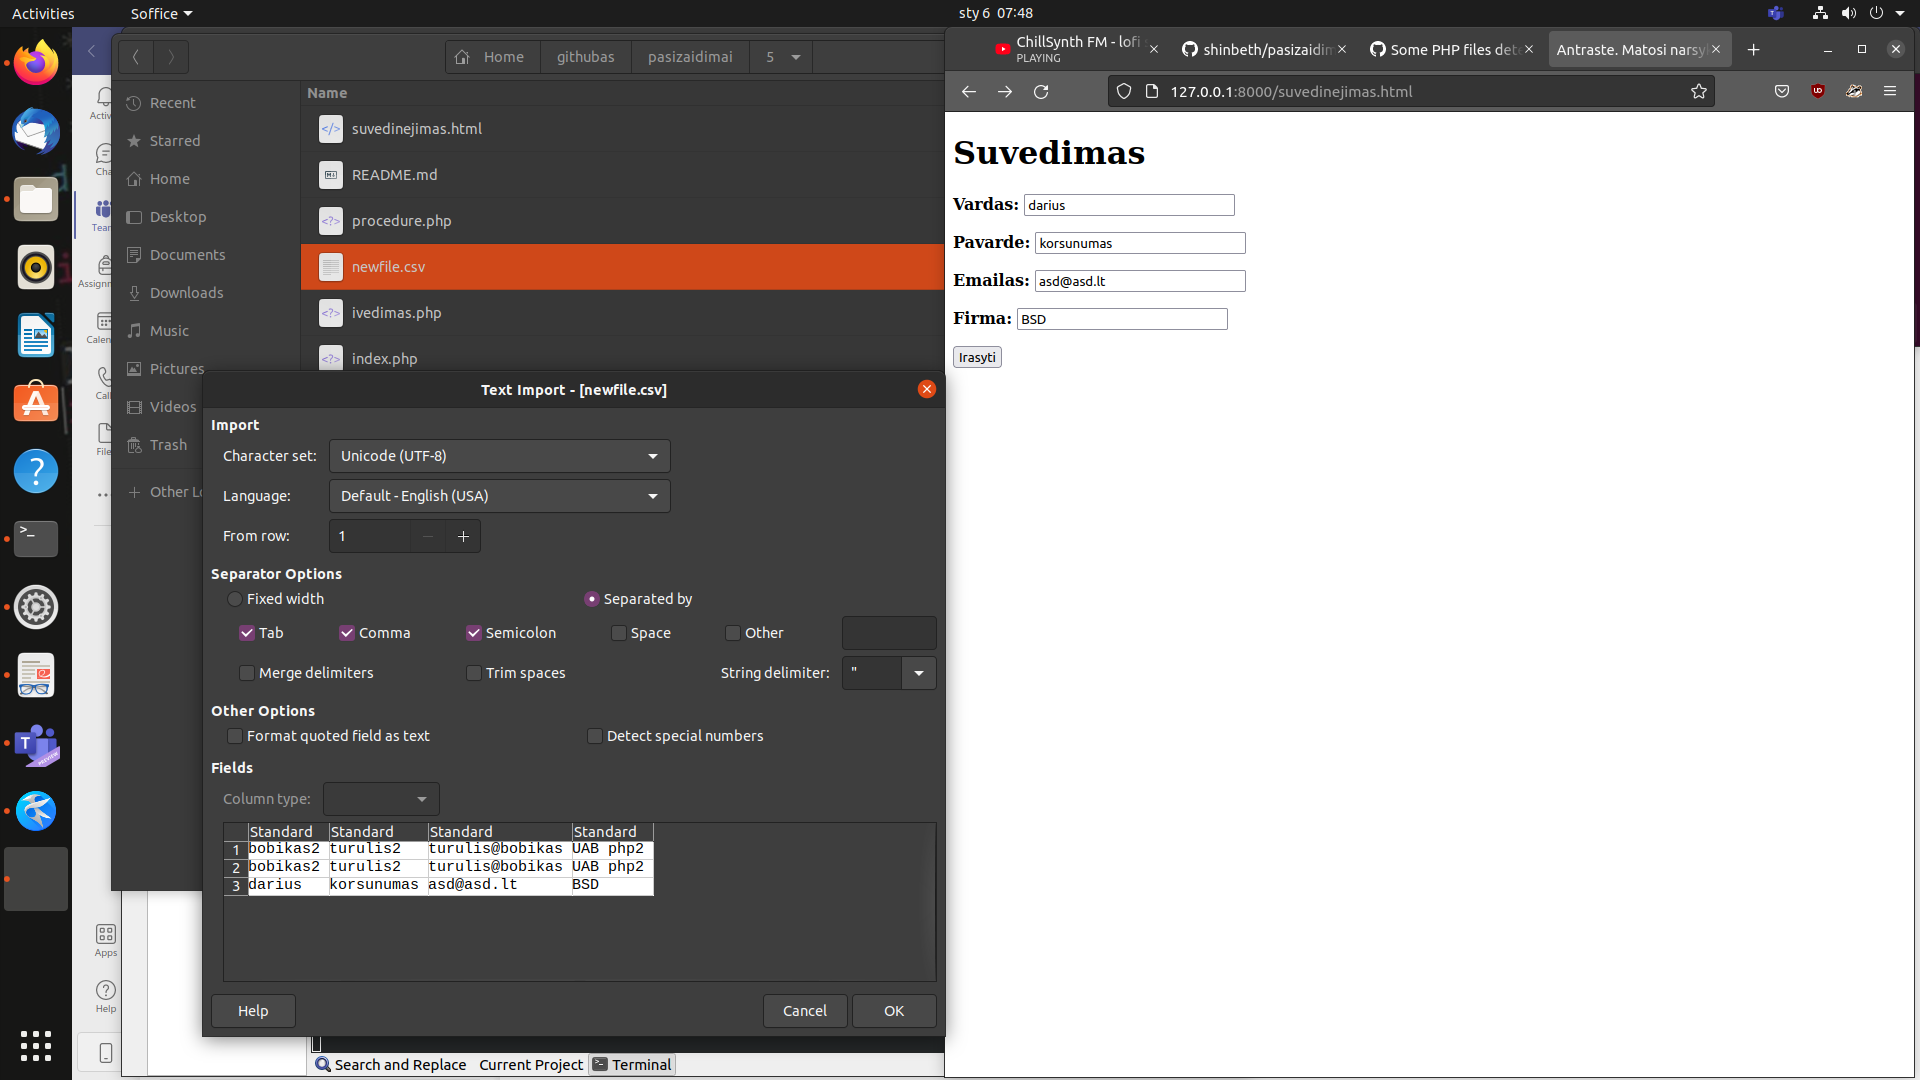 Activities
Soffice
sty 6 07:48
Home
githubas
pasizaidimai
5
Name
Recent
Starred
Home
Desktop
Documents
Downloads
Music
Pictures
Videos
Trash
suvedinejimas.html
README.md
procedure.php
newfile.csv
ivedimas.php
index.php
Text Import - [newfile.csv]
Import
Character set: Unicode (UTF-8)
Language: Default - English (USA)
From row: 1
Separator Options
Fixed width Separated by
Tab Comma Semicolon Space Other
Merge delimiters Trim spaces String delimiter: "
Other Options
Format quoted field as text Detect special numbers
Fields
Column type:
Standard Standard Standard Standard
1 bobikas2 turulis2 turulis@bobikas UAB php2
2 bobikas2 turulis2 turulis@bobikas UAB php2
3 darius korsunumas asd@asd.lt BSD
Help Cancel OK
Apps
Help
Search and Replace Current Project Terminal
ChillSynth FM - lofi
PLAYING
shinbeth/pasizaidim
Some PHP files det
Antraste. Matosi narsy
127.0.0.1:8000/suvedinejimas.html
Suvedimas
Vardas: darius
Pavarde: korsunumas
Emailas: asd@asd.lt
Firma: BSD
Irasyti